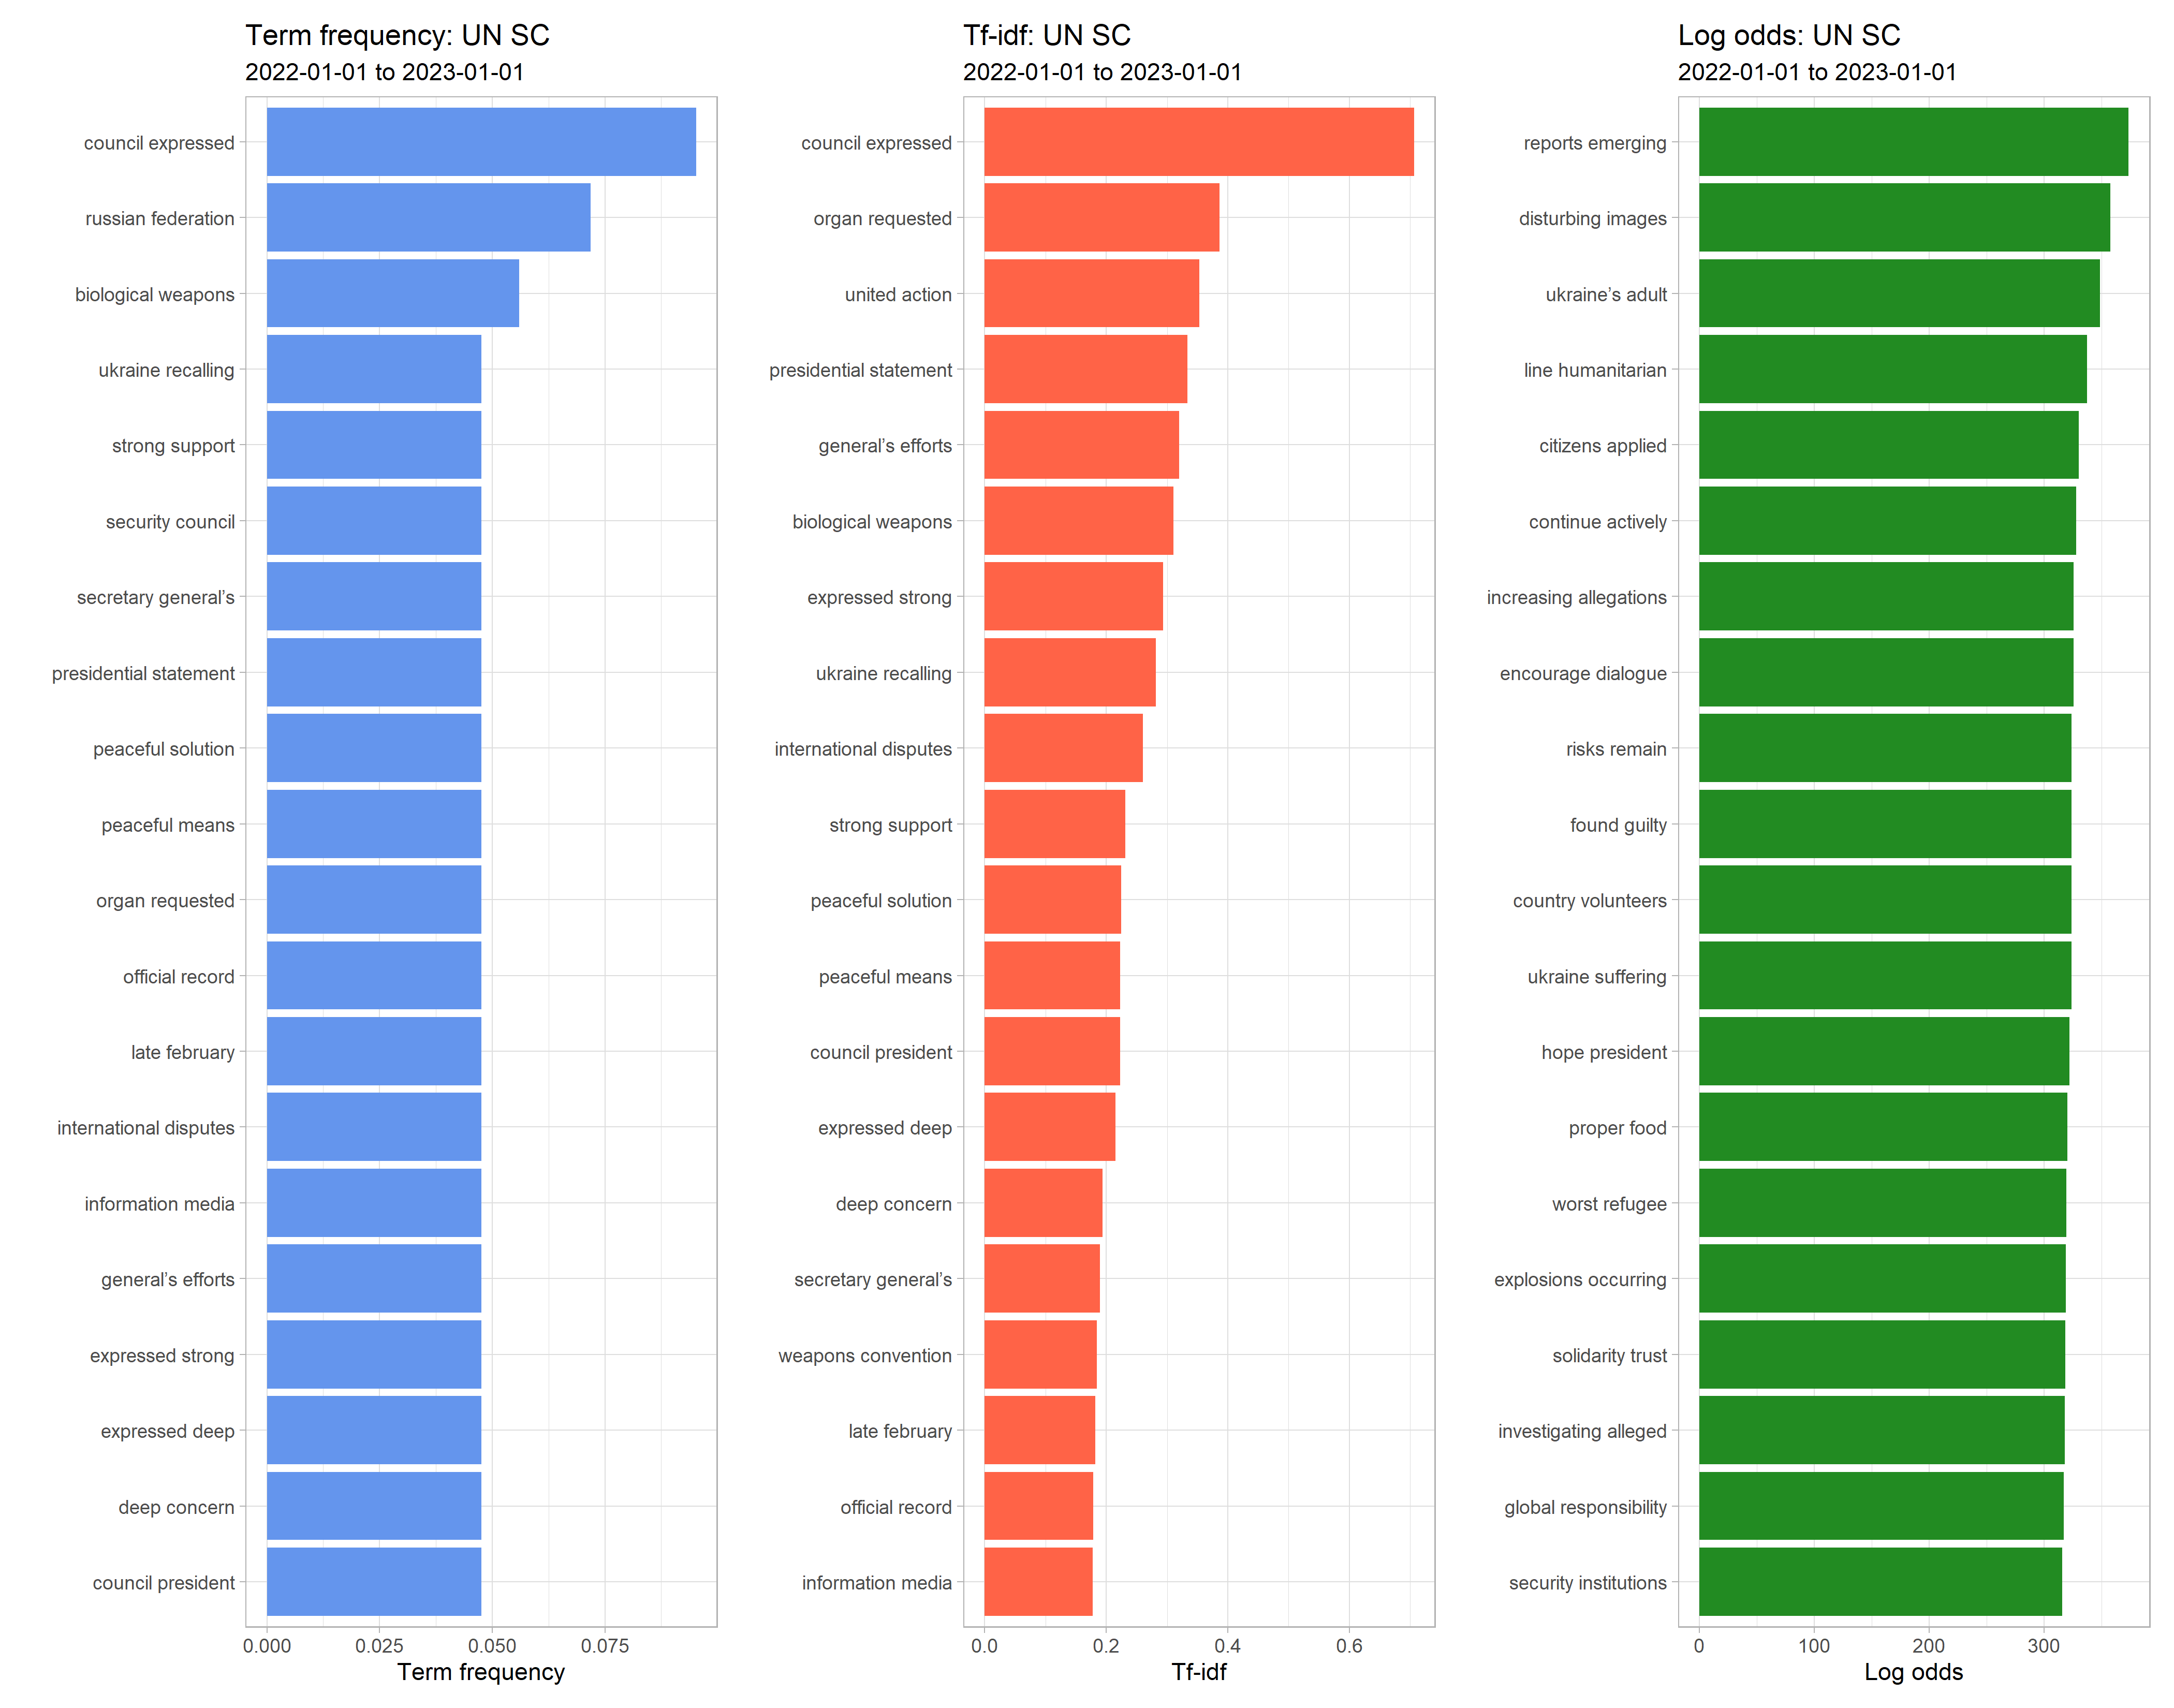 Term frequency: UN SC
2022-01-01 to 2023-01-01
council expressed
russian federation
biological weapons
ukraine recalling
strong support
security council
secretary general’s
presidential statement
peaceful solution
peaceful means
organ requested
official record
late february
international disputes
information media
general’s efforts
expressed strong
expressed deep
deep concern
council president
0.000 0.025 0.050 0.075
Term frequency
Tf-idf: UN SC
2022-01-01 to 2023-01-01
council expressed
organ requested
united action
presidential statement
general’s efforts
biological weapons
expressed strong
ukraine recalling
international disputes
strong support
peaceful solution
peaceful means
council president
expressed deep
deep concern
secretary general’s
weapons convention
late february
official record
information media
0.0 0.2 0.4 0.6
Tf-idf
Log odds: UN SC
2022-01-01 to 2023-01-01
reports emerging
disturbing images
ukraine’s adult
line humanitarian
citizens applied
continue actively
increasing allegations
encourage dialogue
risks remain
found guilty
country volunteers
ukraine suffering
hope president
proper food
worst refugee
explosions occurring
solidarity trust
investigating alleged
global responsibility
security institutions
0 100 200 300
Log odds